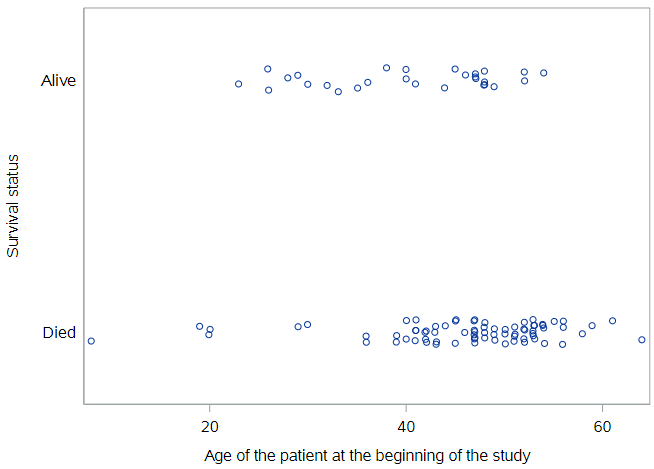 Alive
Survival status
Died
20
40
60
Age of the patient at the beginning of the study